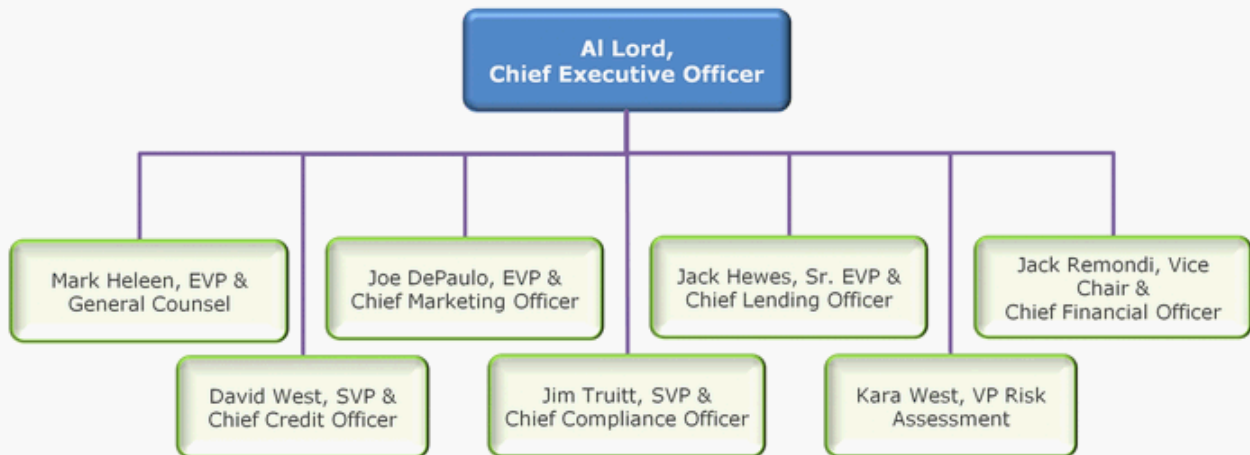 Al Lord,
Chief Executive Officer
Mark Heleen, EVP &
General Counsel
Joe DePaulo, EVP &
Chief Marketing Officer
Jack Hewes, Sr. EVP &
Chief Lending Officer
Jack Remondi, Vice
Chair &
Chief Financial Officer
David West, SVP &
Chief Credit Officer
Jim Truitt, SVP &
Chief Compliance Officer
Kara West, VP Risk
Assessment